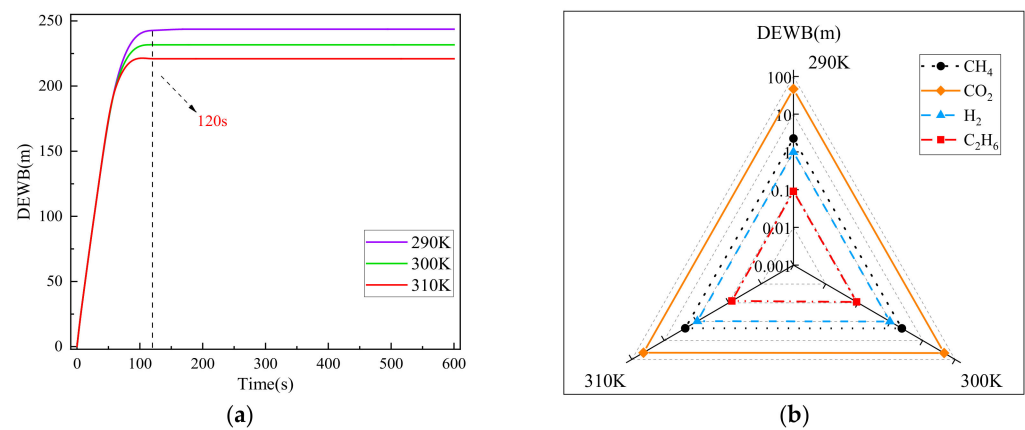 250
200
150
100
50
0
DEWB(m)
0
100
200
300
400
500
600
Time(s)
120s
290K
300K
310K
(a)
DEWB(m)
290K
100
10
1
0.1
0.01
0.001
310K
300K
CH₄
CO₂
H₂
C₂H₆
(b)